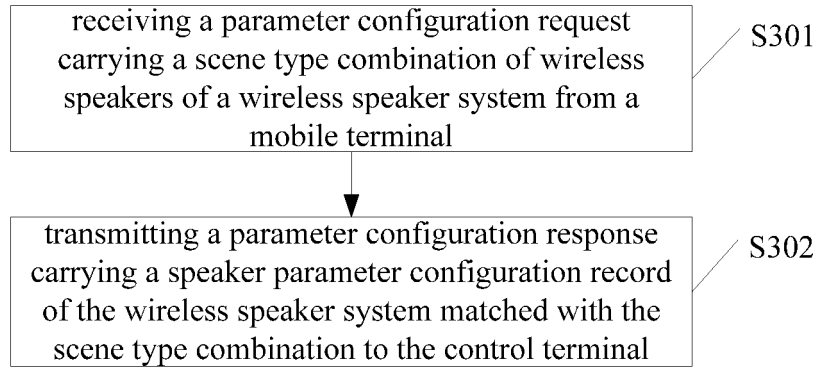 receiving a parameter configuration request
carrying a scene type combination of wireless
speakers of a wireless speaker system from a
mobile terminal
S301
transmitting a parameter configuration response
carrying a speaker parameter configuration record
of the wireless speaker system matched with the
scene type combination to the control terminal
S302